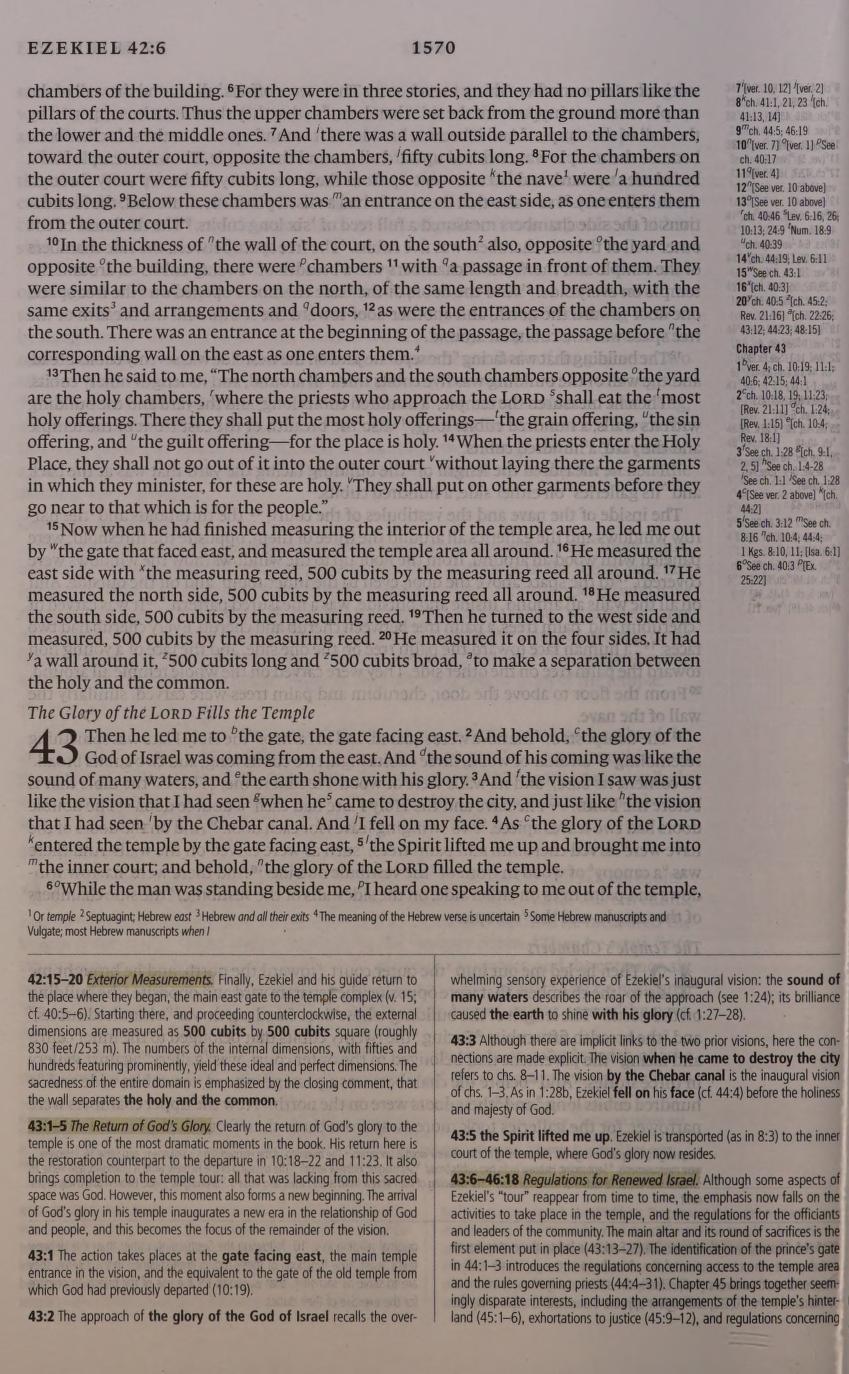 EZEKIEL 42:6
1570
chambers of the building. 6For they were in three stories, and they had no pillars like the
pillars of the courts. Thus the upper chambers were set back from the ground more than
the lower and the middle ones. 7And ithere was a wall outside parallel to the chambers,
toward the outer court, opposite the chambers, jfifty cubits long. 8For the chambers on
the outer court were fifty cubits long, while those opposite kthe nave1 were la hundred
cubits long. 9Below these chambers was man entrance on the east side, as one enters them
from the outer court.
10In the thickness of nthe wall of the court, on the south2 also, opposite othe yard and
opposite othe building, there were pchambers 11with qa passage in front of them. They
were similar to the chambers on the north, of the same length and breadth, with the
same exits3 and arrangements and qdoors, 12as were the entrances of the chambers on
the south. There was an entrance at the beginning of the passage, the passage before nthe
corresponding wall on the east as one enters them.4
13Then he said to me, “The north chambers and the south chambers opposite othe yard
are the holy chambers, rwhere the priests who approach the LORD sshall eat the tmost
holy offerings. There they shall put the most holy offerings—tthe grain offering, uthe sin
offering, and uthe guilt offering—for the place is holy. 14When the priests enter the Holy
Place, they shall not go out of it into the outer court vwithout laying there the garments
in which they minister, for these are holy. vThey shall put on other garments before they
go near to that which is for the people.”
15Now when he had finished measuring the interior of the temple area, he led me out
by wthe gate that faced east, and measured the temple area all around. 16He measured the
east side with xthe measuring reed, 500 cubits by the measuring reed all around. 17He
measured the north side, 500 cubits by the measuring reed all around. 18He measured
the south side, 500 cubits by the measuring reed. 19Then he turned to the west side and
measured, 500 cubits by the measuring reed. 20He measured it on the four sides. It had
ya wall around it, z500 cubits long and z500 cubits broad, ato make a separation between
the holy and the common.
The Glory of the LORD Fills the Temple
43 Then he led me to bthe gate, the gate facing east. 2And behold, cthe glory of the
God of Israel was coming from the east. And dthe sound of his coming was like the
sound of many waters, and ethe earth shone with his glory. 3And fthe vision I saw was just
like the vision that I had seen gwhen he5 came to destroy the city, and just like hthe vision
that I had seen iby the Chebar canal. And jI fell on my face. 4As cthe glory of the LORD
kentered the temple by the gate facing east, 5lthe Spirit lifted me up and brought me into
mthe inner court; and behold, nthe glory of the LORD filled the temple.
6oWhile the man was standing beside me, pI heard one speaking to me out of the temple,
1Or temple 2Septuagint; Hebrew east 3Hebrew and all their exits 4The meaning of the Hebrew verse is uncertain 5Some Hebrew manuscripts and
Vulgate; most Hebrew manuscripts when I
7i[ver. 10, 12] j[ver. 2]
8kch. 41:1, 21, 23 l[ch.
41:13, 14]
9mch. 44:5; 46:19
10n[ver. 7] o[ver. 1] pSee
ch. 40:17
11q[ver. 4]
12n[See ver. 10 above]
13o[See ver. 10 above]
rch. 40:46 sLev. 6:16, 26;
10:13; 24:9 tNum. 18:9
uch. 40:39
14vch. 44:19; Lev. 6:11
15wSee ch. 43:1
16x[ch. 40:3]
20ych. 40:5 z[ch. 45:2;
Rev. 21:16] a[ch. 22:26;
43:12; 44:23; 48:15]
Chapter 43
1bver. 4; ch. 10:19; 11:1;
40:6; 42:15; 44:1
2cch. 10:18, 19; 11:23;
[Rev. 21:11] dch. 1:24;
[Rev. 1:15] e[ch. 10:4;
Rev. 18:1]
3fSee ch. 1:28 g[ch. 9:1,
2, 5] hSee ch. 1:4-28
iSee ch. 1:1 jSee ch. 1:28
4c[See ver. 2 above] k[ch.
44:2]
5lSee ch. 3:12 mSee ch.
8:16 nch. 10:4; 44:4;
1 Kgs. 8:10, 11; [Isa. 6:1]
6oSee ch. 40:3 p[Ex.
25:22]
42:15–20 Exterior Measurements. Finally, Ezekiel and his guide return to
the place where they began, the main east gate to the temple complex (v. 15;
cf. 40:5–6). Starting there, and proceeding counterclockwise, the external
dimensions are measured as 500 cubits by 500 cubits square (roughly
830 feet/253 m). The numbers of the internal dimensions, with fifties and
hundreds featuring prominently, yield these ideal and perfect dimensions. The
sacredness of the entire domain is emphasized by the closing comment, that
the wall separates the holy and the common.
43:1–5 The Return of God's Glory. Clearly the return of God's glory to the
temple is one of the most dramatic moments in the book. His return here is
the restoration counterpart to the departure in 10:18–22 and 11:23. It also
brings completion to the temple tour: all that was lacking from this sacred
space was God. However, this moment also forms a new beginning. The arrival
of God's glory in his temple inaugurates a new era in the relationship of God
and people, and this becomes the focus of the remainder of the vision.
43:1 The action takes places at the gate facing east, the main temple
entrance in the vision, and the equivalent to the gate of the old temple from
which God had previously departed (10:19).
43:2 The approach of the glory of the God of Israel recalls the over-
whelming sensory experience of Ezekiel's inaugural vision: the sound of
many waters describes the roar of the approach (see 1:24); its brilliance
caused the earth to shine with his glory (cf. 1:27–28).
43:3 Although there are implicit links to the two prior visions, here the con-
nections are made explicit. The vision when he came to destroy the city
refers to chs. 8–11. The vision by the Chebar canal is the inaugural vision
of chs. 1–3. As in 1:28b, Ezekiel fell on his face (cf. 44:4) before the holiness
and majesty of God.
43:5 the Spirit lifted me up. Ezekiel is transported (as in 8:3) to the inner
court of the temple, where God's glory now resides.
43:6–46:18 Regulations for Renewed Israel. Although some aspects of
Ezekiel's “tour” reappear from time to time, the emphasis now falls on the
activities to take place in the temple, and the regulations for the officiants
and leaders of the community. The main altar and its round of sacrifices is the
first element put in place (43:13–27). The identification of the prince's gate
in 44:1–3 introduces the regulations concerning access to the temple area
and the rules governing priests (44:4–31). Chapter 45 brings together seem-
ingly disparate interests, including the arrangements of the temple's hinter-
land (45:1–6), exhortations to justice (45:9–12), and regulations concerning